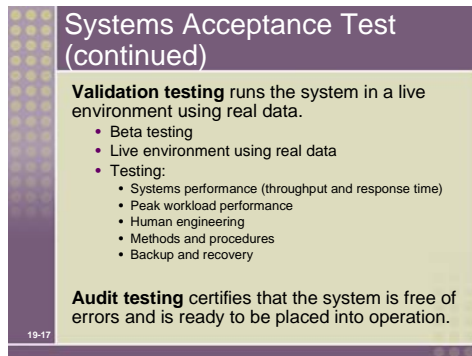 Systems Acceptance Test
(continued)
Validation testing runs the system in a live
environment using real data.
• Beta testing
• Live environment using real data
• Testing:
• Systems performance (throughput and response time)
• Peak workload performance
• Human engineering
• Methods and procedures
• Backup and recovery
Audit testing certifies that the system is free of
errors and is ready to be placed into operation.
19-17